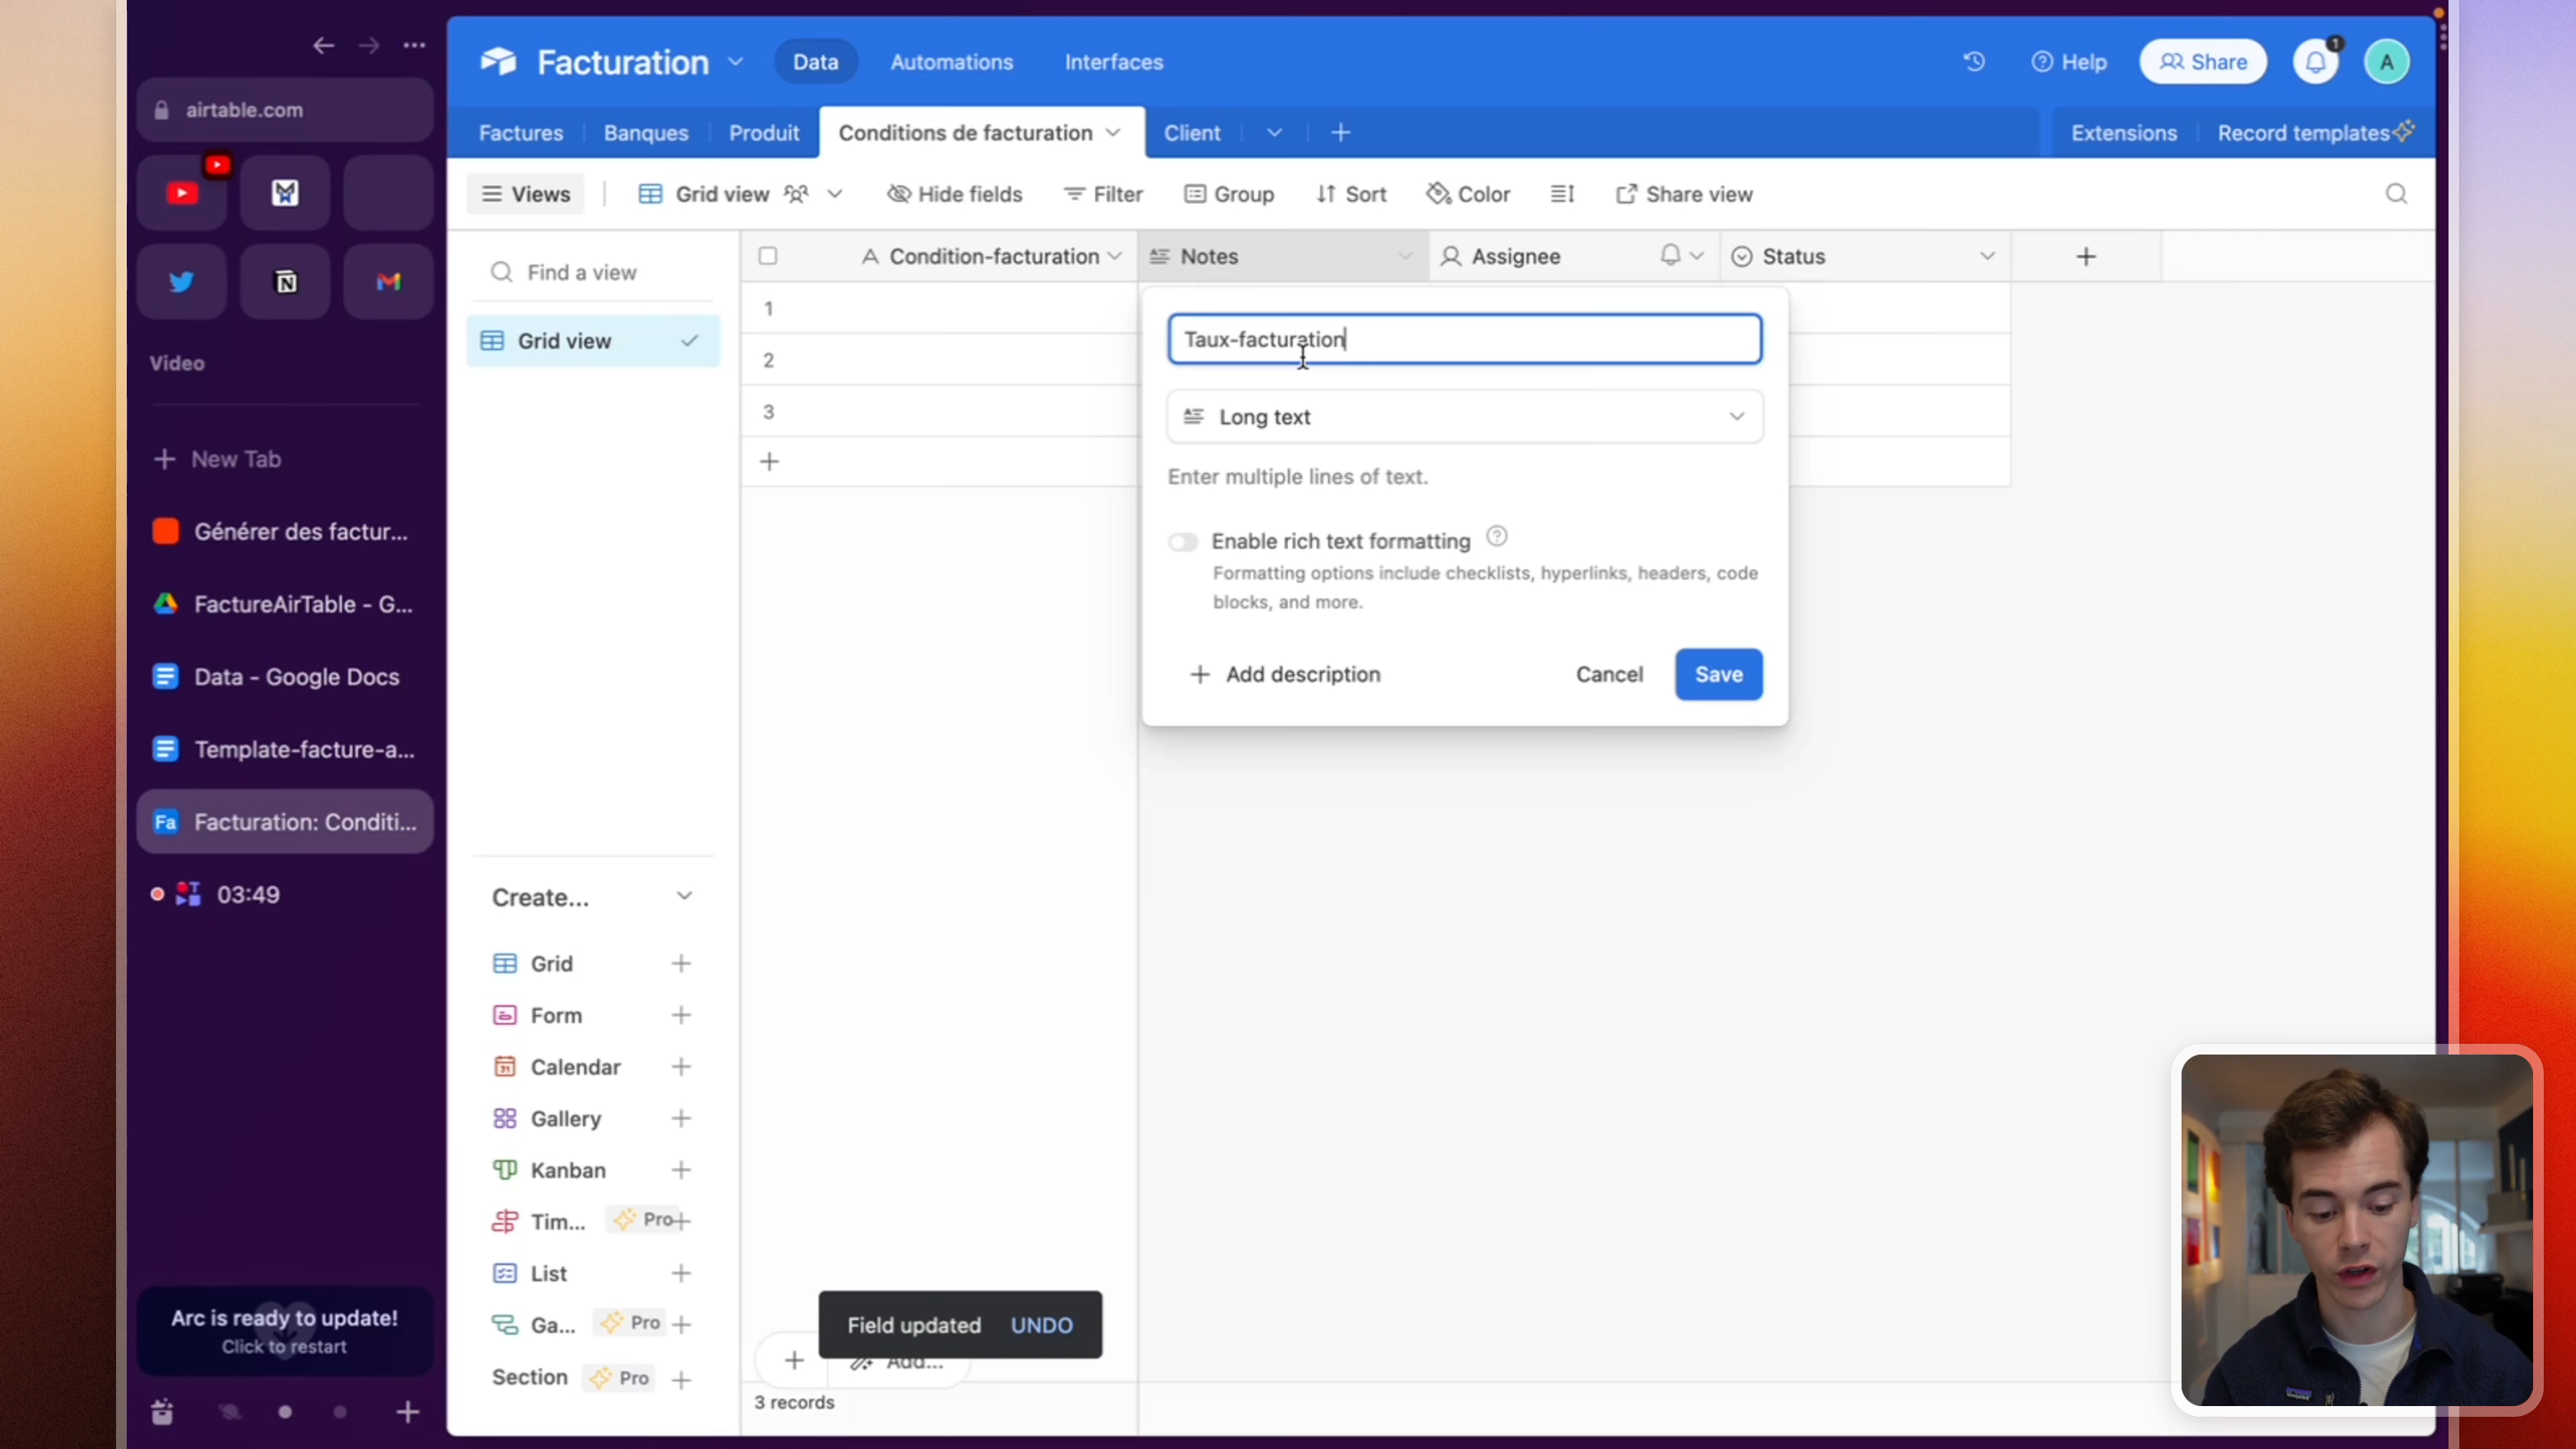 airtable.com
Video
New Tab
Générer des factur...
FactureAirTable - G...
Data - Google Docs
Template-facture-a...
Fa Facturation: Conditi...
03:49
Arc is ready to update!
Click to restart
Facturation
Data
Automations
Interfaces
Help
Share
1
A
Factures
Banques
Produit
Conditions de facturation
Client
Extensions
Record templates
Views
Grid view
Hide fields
Filter
Group
Sort
Color
Share view
Find a view
Grid view
Create...
Grid
Form
Calendar
Gallery
Kanban
Tim... Pro
List
Ga... Pro
Section Pro
Condition-facturation
Notes
Assignee
Status
1
2
3
Taux-facturation
Long text
Enter multiple lines of text.
Enable rich text formatting
Formatting options include checklists, hyperlinks, headers, code
blocks, and more.
Add description
Cancel
Save
Field updated UNDO
Add...
3 records